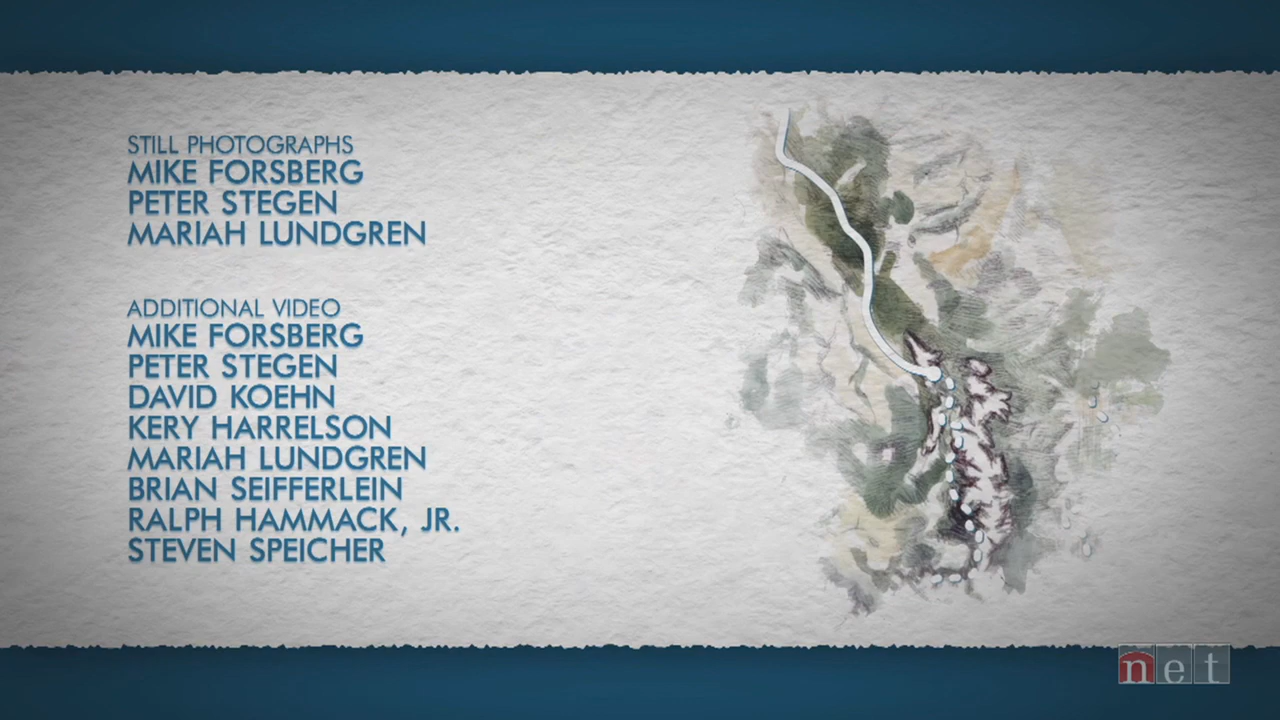 STILL PHOTOGRAPHS
MIKE FORSBERG
PETER STEGEN
MARIAH LUNDGREN
ADDITIONAL VIDEO
MIKE FORSBERG
PETER STEGEN
DAVID KOEHN
KERY HARRELSON
MARIAH LUNDGREN
BRIAN SEIFFERLEIN
RALPH HAMMACK, JR.
STEVEN SPEICHER
net